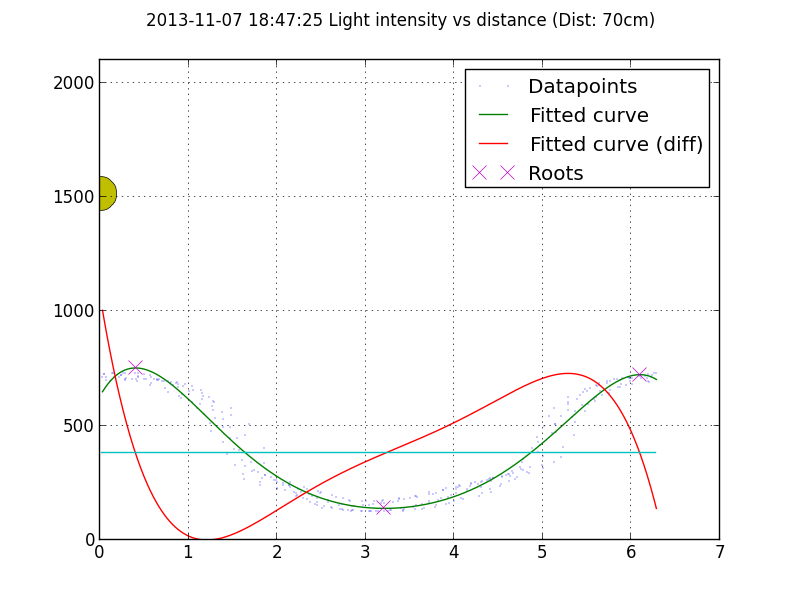 2013-11-07 18:47:25 Light intensity vs distance (Dist: 70cm)
2000
1500
1000
500
0
Datapoints
Fitted curve
Fitted curve (diff)
Roots
0 1 2 3 4 5 6 7